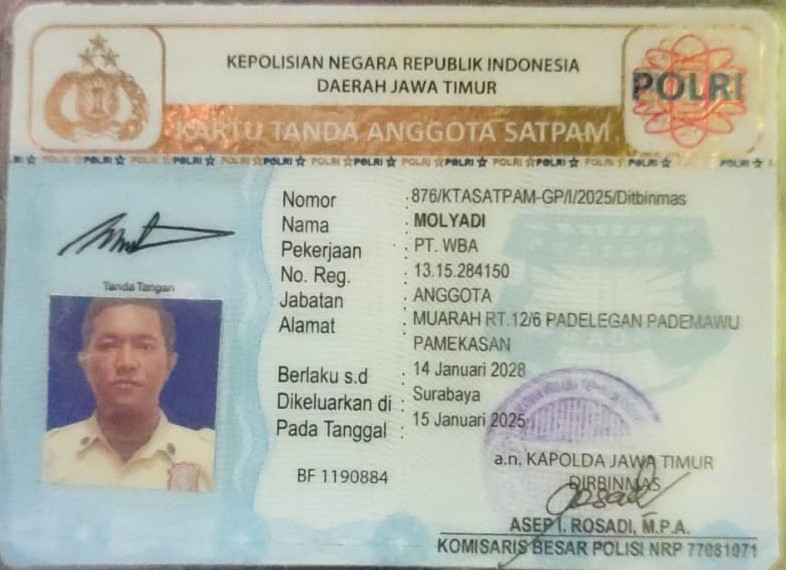 KEPOLISIAN NEGARA REPUBLIK INDONESIA
DAERAH JAWA TIMUR
POLRI
KARTU TANDA ANGGOTA SATPAM
POLRI POLRI POLRI POLRI POLRI POLRI POLRI POLRI POLRI POLRI POLRI POLRI
Nomor : 876/KTASATPAM-GP/I/2025/Ditbinmas
Nama : MOLYADI
Pekerjaan : PT. WBA
No. Reg. : 13.15.284150
Jabatan : ANGGOTA
Alamat : MUARAH RT.12/6 PADELEGAN PADEMAWU
PAMEKASAN
Berlaku s.d : 14 Januari 2028
Dikeluarkan di : Surabaya
Pada Tanggal : 15 Januari 2025
Tanda Tangan
BF 1190884
a.n. KAPOLDA JAWA TIMUR
DIRBINMAS
ASEP I. ROSADI, M.P.A.
KOMISARIS BESAR POLISI NRP 77081071